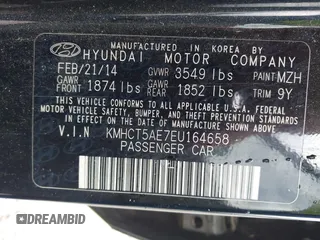 MANUFACTURED IN KOREA BY
HYUNDAI MOTOR COMPANY
FEB/21/14 GVWR 3549 lbs PAINT MZH
GAWR FRONT 1874 lbs GAWR REAR 1852 lbs TRIM 9Y
THIS VEHICLE CONFORMS TO ALL APPLICABLE
U.S. FEDERAL MOTOR VEHICLE SAFETY, BUMPER,
AND THEFT PREVENTION STANDARDS IN EFFECT ON
THE DATE OF MANUFACTURE SHOWN ABOVE.
V.I.N KMHCT5AE7EU164658
PASSENGER CAR
DREAMBID